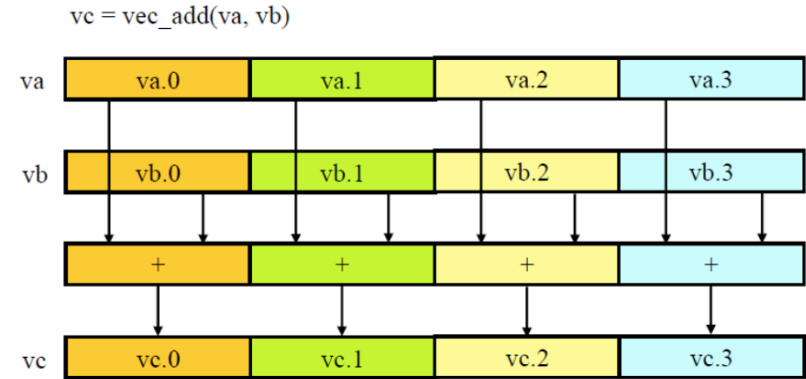 vc = vec_add(va, vb)
va va.0 va.1 va.2 va.3
vb vb.0 vb.1 vb.2 vb.3
+ + + +
vc vc.0 vc.1 vc.2 vc.3